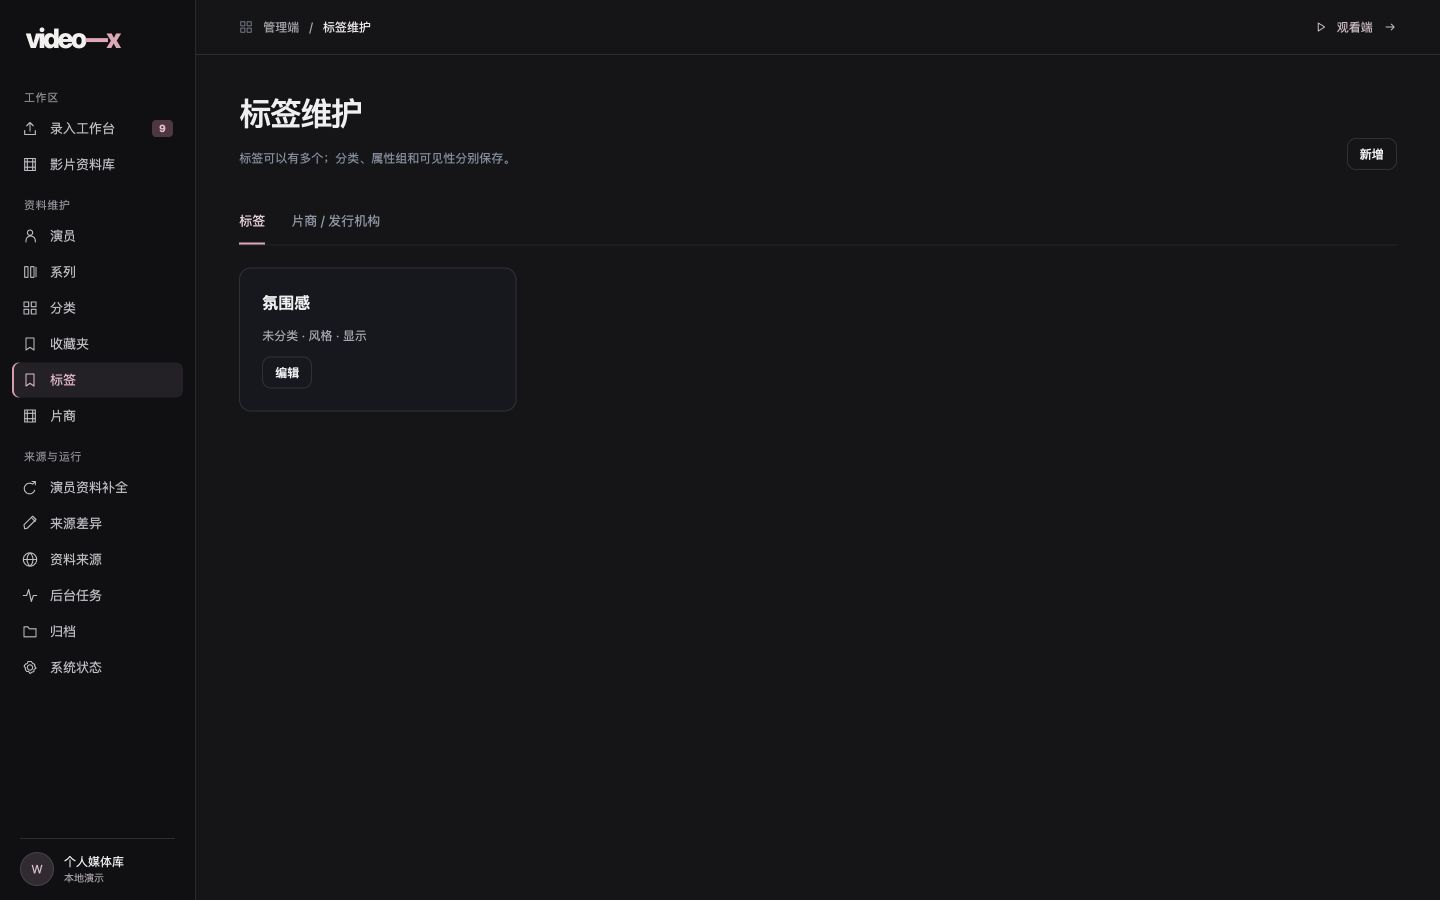 video—x
工作区
录入工作台 9
影片资料库
资料维护
演员
系列
分类
收藏夹
标签
片商
来源与运行
演员资料补全
来源差异
资料来源
后台任务
归档
系统状态
W
个人媒体库
本地演示
管理端 / 标签维护
观看端 →
标签维护
标签可以有多个；分类、属性组和可见性分别保存。
新增
标签 片商 / 发行机构
氛围感
未分类 · 风格 · 显示
编辑